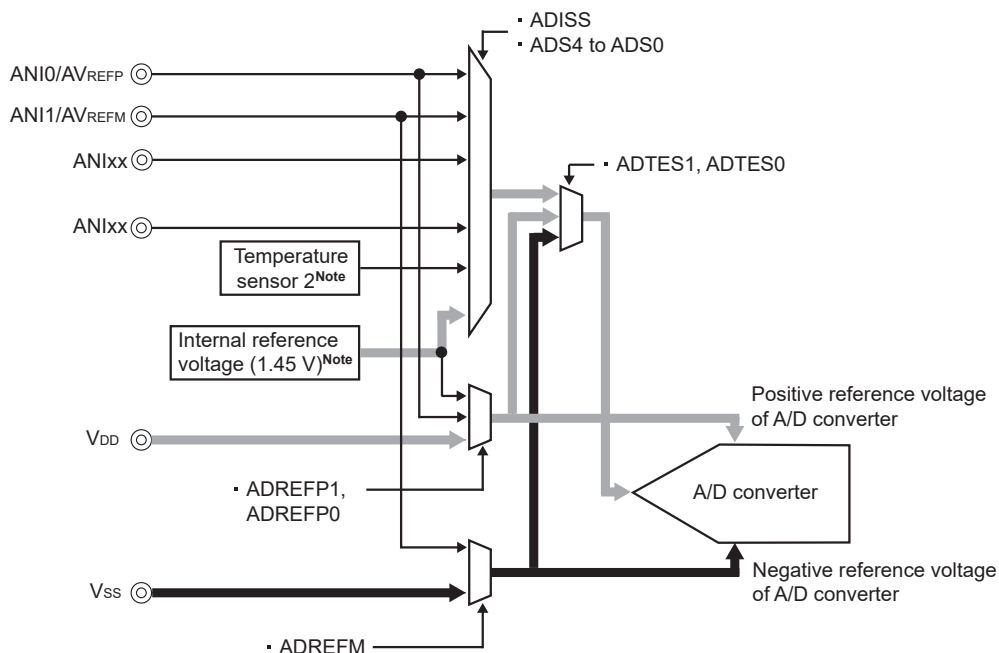 ▪ ADISS
▪ ADS4 to ADS0
ANI0/AVREFP
ANI1/AVREFM
ANIxx
▪ ADTES1, ADTES0
ANIxx
Temperature
sensor 2Note
Internal reference
voltage (1.45 V)Note
Positive reference voltage
of A/D converter
VDD
▪ ADREFP1,
ADREFP0
A/D converter
Negative reference voltage
of A/D converter
VSS
▪ ADREFM